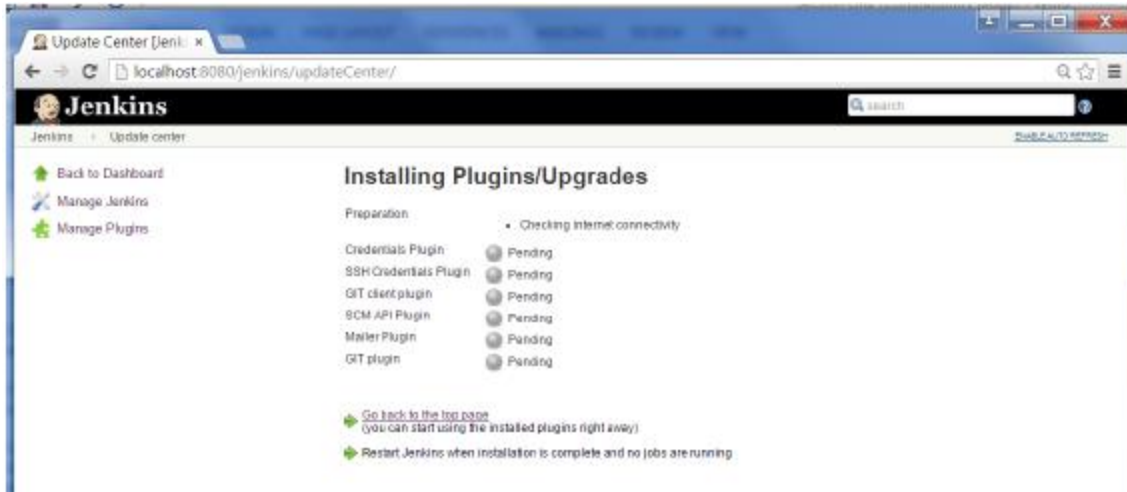 Update Center [Jenki
localhost:8080/jenkins/updateCenter/
Jenkins
search
Jenkins
Update center
ENABLE AUTO REFRESH
Back to Dashboard
Manage Jenkins
Manage Plugins
Installing Plugins/Upgrades
Preparation
• Checking internet connectivity
Credentials Plugin Pending
SSH Credentials Plugin Pending
GIT client plugin Pending
SCM API Plugin Pending
Mailer Plugin Pending
GIT plugin Pending
Go back to the top page
(you can start using the installed plugins right away)
Restart Jenkins when installation is complete and no jobs are running